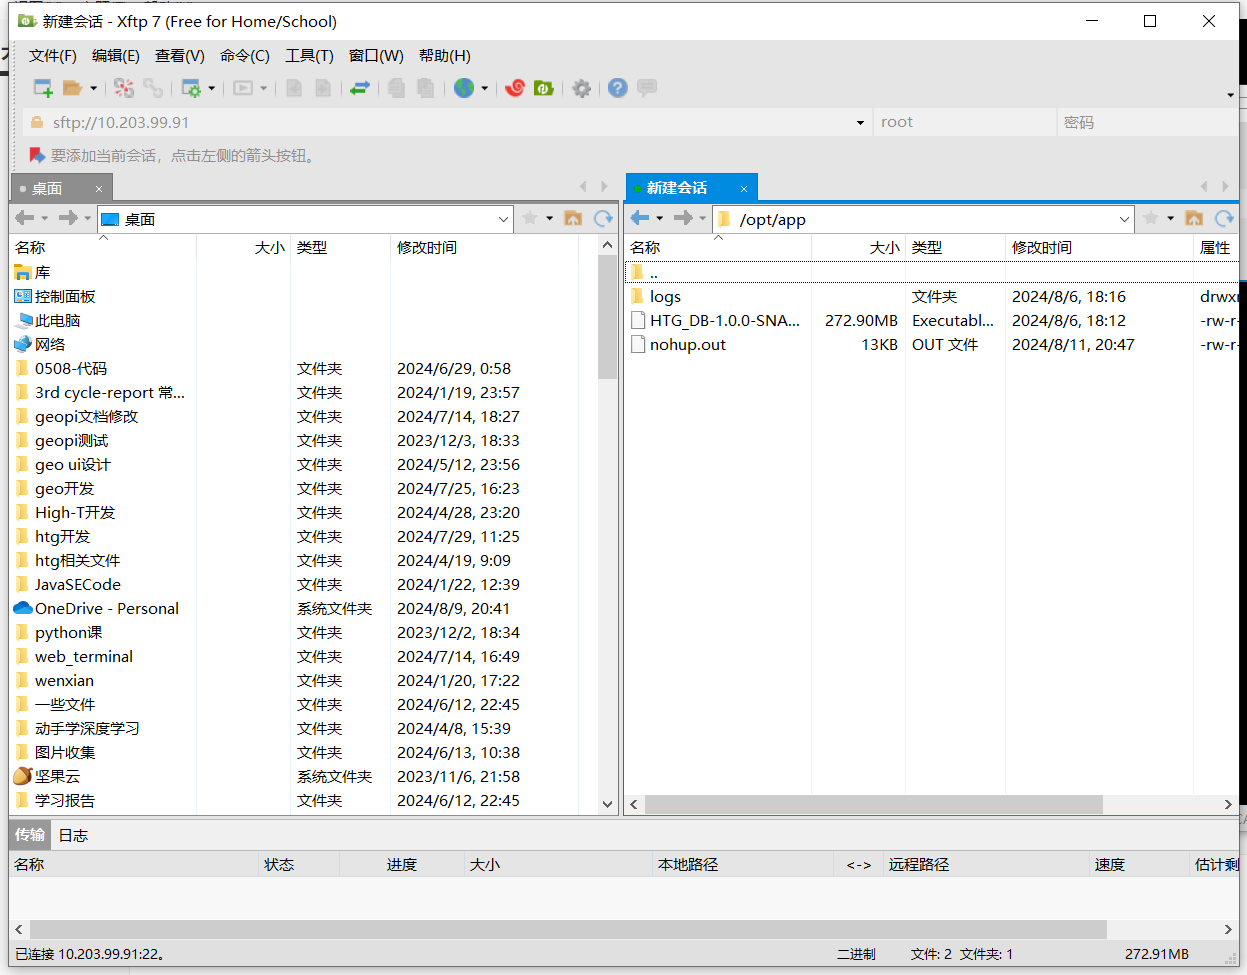 新建会话 - Xftp 7 (Free for Home/School)
文件(F) 编辑(E) 查看(V) 命令(C) 工具(T) 窗口(W) 帮助(H)
sftp://10.203.99.91 root 密码
要添加当前会话，点击左侧的箭头按钮。
桌面 × 新建会话 ×
桌面 /opt/app
名称 大小 类型 修改时间
库
控制面板
此电脑
网络
0508-代码 文件夹 2024/6/29, 0:58
3rd cycle-report 常... 文件夹 2024/1/19, 23:57
geopi文档修改 文件夹 2024/7/14, 18:27
geopi测试 文件夹 2023/12/3, 18:33
geo ui设计 文件夹 2024/5/12, 23:56
geo开发 文件夹 2024/7/25, 16:23
High-T开发 文件夹 2024/4/28, 23:20
htg开发 文件夹 2024/7/29, 11:25
htg相关文件 文件夹 2024/4/19, 9:09
JavaSECode 文件夹 2024/1/22, 12:39
OneDrive - Personal 系统文件夹 2024/8/9, 20:41
python课 文件夹 2023/12/2, 18:34
web_terminal 文件夹 2024/7/14, 16:49
wenxian 文件夹 2024/1/20, 17:22
一些文件 文件夹 2024/6/12, 22:45
动手学深度学习 文件夹 2024/4/8, 15:39
图片收集 文件夹 2024/6/13, 10:38
坚果云 系统文件夹 2023/11/6, 21:58
学习报告 文件夹 2024/6/12, 22:45
名称 大小 类型 修改时间 属性
..
logs 文件夹 2024/8/6, 18:16 drwx
HTG_DB-1.0.0-SNA... 272.90MB Executabl... 2024/8/6, 18:12 -rw-r-
nohup.out 13KB OUT 文件 2024/8/11, 20:47 -rw-r-
传输 日志
名称 状态 进度 大小 本地路径 <-> 远程路径 速度 估计剩
已连接 10.203.99.91:22。 二进制 文件: 2 文件夹: 1 272.91MB